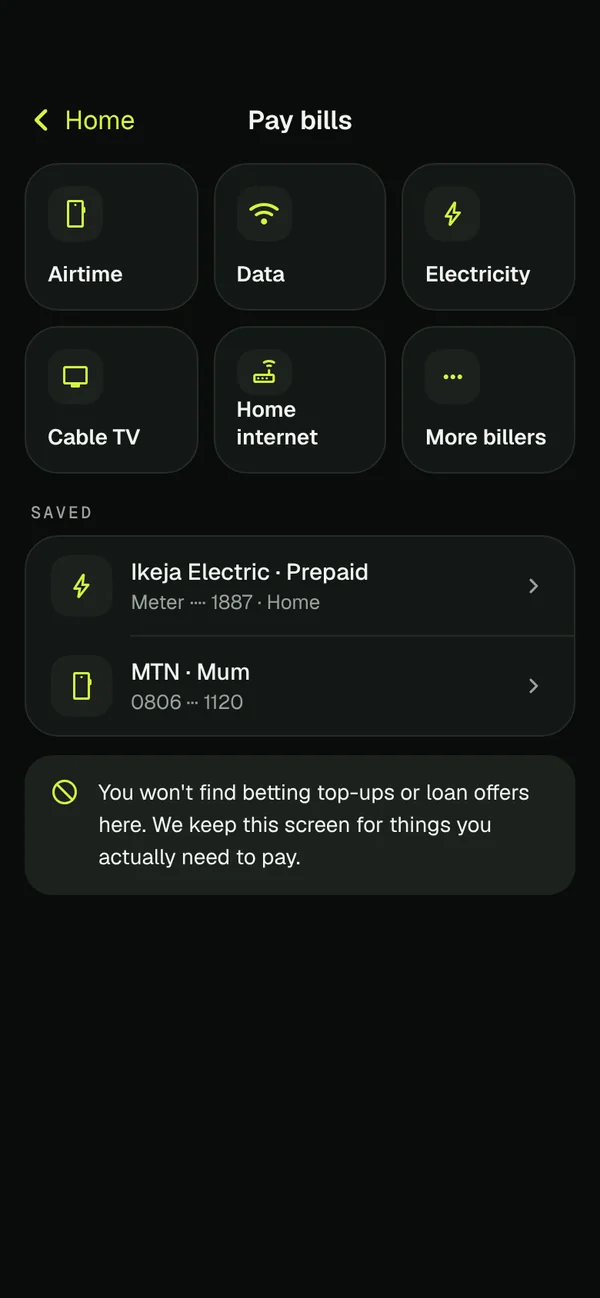 Home
Pay bills
Airtime
Data
Electricity
Cable TV
Home
internet
More billers
SAVED
Ikeja Electric · Prepaid
Meter ···· 1887 · Home
MTN · Mum
0806 ··· 1120
You won't find betting top-ups or loan offers
here. We keep this screen for things you
actually need to pay.